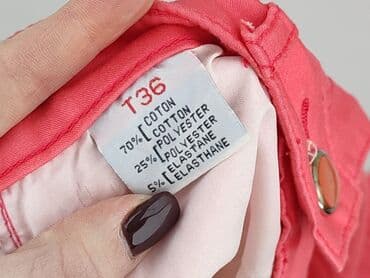 T36
70% [ COTON
COTTON
25% [ POLYESTER
POLYESTER
5% [ ELASTANE
ELASTHANE